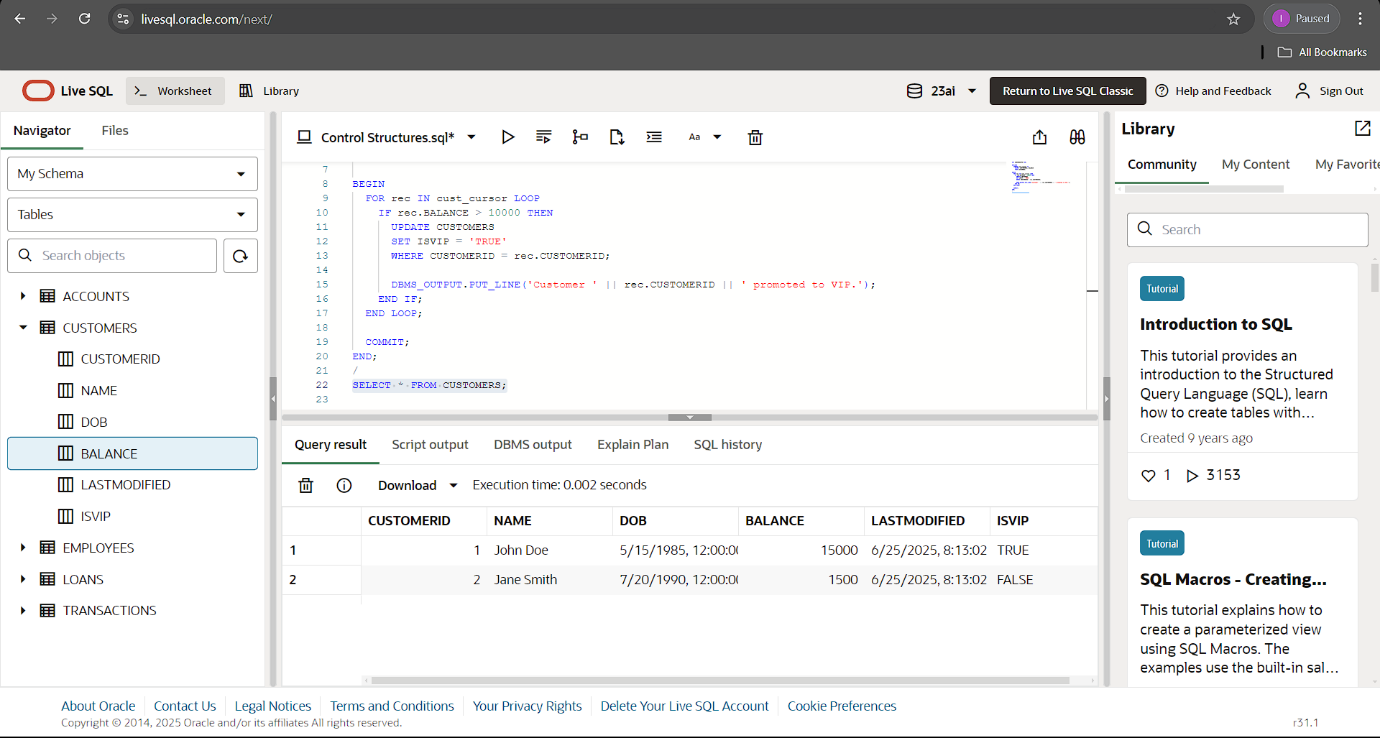 livesql.oracle.com/next/
I
Paused
All Bookmarks
Live SQL
Worksheet
Library
23ai
Return to Live SQL Classic
Help and Feedback
Sign Out
Navigator
Files
My Schema
Tables
Search objects
ACCOUNTS
CUSTOMERS
CUSTOMERID
NAME
DOB
BALANCE
LASTMODIFIED
ISVIP
EMPLOYEES
LOANS
TRANSACTIONS
Control Structures.sql*
Aa
7
8 BEGIN
9 FOR rec IN cust_cursor LOOP
10 IF rec.BALANCE > 10000 THEN
11 UPDATE CUSTOMERS
12 SET ISVIP = 'TRUE'
13 WHERE CUSTOMERID = rec.CUSTOMERID;
14
15 DBMS_OUTPUT.PUT_LINE('Customer ' || rec.CUSTOMERID || ' promoted to VIP.');
16 END IF;
17 END LOOP;
18
19 COMMIT;
20 END;
21 /
22 SELECT * FROM CUSTOMERS;
23
Query result
Script output
DBMS output
Explain Plan
SQL history
Download
Execution time: 0.002 seconds
CUSTOMERID NAME DOB BALANCE LASTMODIFIED ISVIP
1 1 John Doe 5/15/1985, 12:00:00 15000 6/25/2025, 8:13:02 TRUE
2 2 Jane Smith 7/20/1990, 12:00:00 1500 6/25/2025, 8:13:02 FALSE
Library
Community
My Content
My Favorite
Search
Tutorial
Introduction to SQL
This tutorial provides an
introduction to the Structured
Query Language (SQL), learn
how to create tables with...
Created 9 years ago
1
3153
Tutorial
SQL Macros - Creating...
This tutorial explains how to
create a parameterized view
using SQL Macros. The
examples use the built-in sal...
About Oracle
Contact Us
Legal Notices
Terms and Conditions
Your Privacy Rights
Delete Your Live SQL Account
Cookie Preferences
Copyright © 2014, 2025 Oracle and/or its affiliates All rights reserved.
r31.1